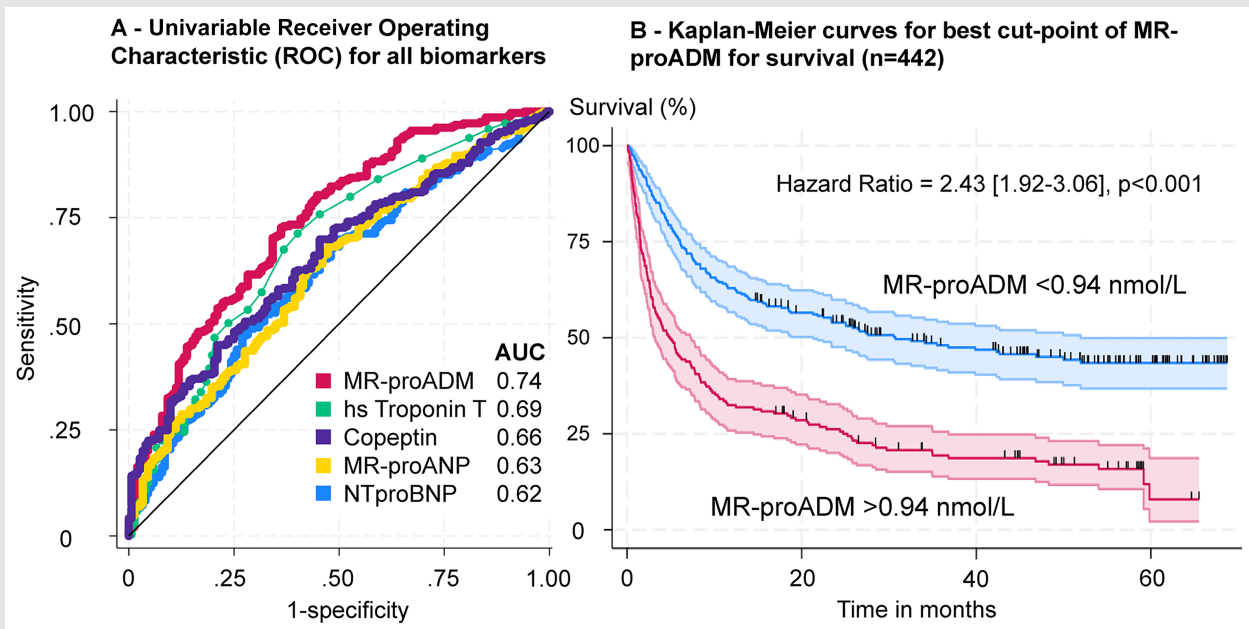 A - Univariable Receiver Operating
Characteristic (ROC) for all biomarkers
1.00
.75
.50
.25
0
Sensitivity
AUC
MR-proADM 0.74
hs Troponin T 0.69
Copeptin 0.66
MR-proANP 0.63
NTproBNP 0.62
0 .25 .50 .75 1.00
1-specificity
B - Kaplan-Meier curves for best cut-point of MR-
proADM for survival (n=442)
Survival (%)
100
75
50
25
0
Hazard Ratio = 2.43 [1.92-3.06], p<0.001
MR-proADM <0.94 nmol/L
MR-proADM >0.94 nmol/L
0 20 40 60
Time in months